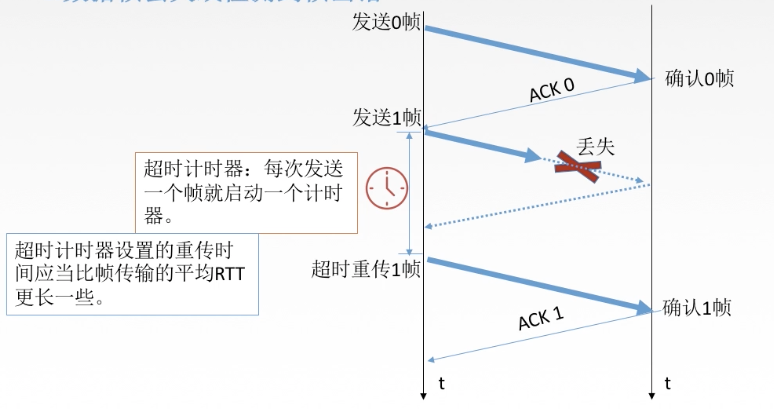 发送0帧
ACK 0
确认0帧
发送1帧
丢失
超时计时器：每次发送
一个帧就启动一个计时
器。
超时计时器设置的重传时
间应当比帧传输的平均RTT
更长一些。
超时重传1帧
ACK 1
确认1帧
t
t